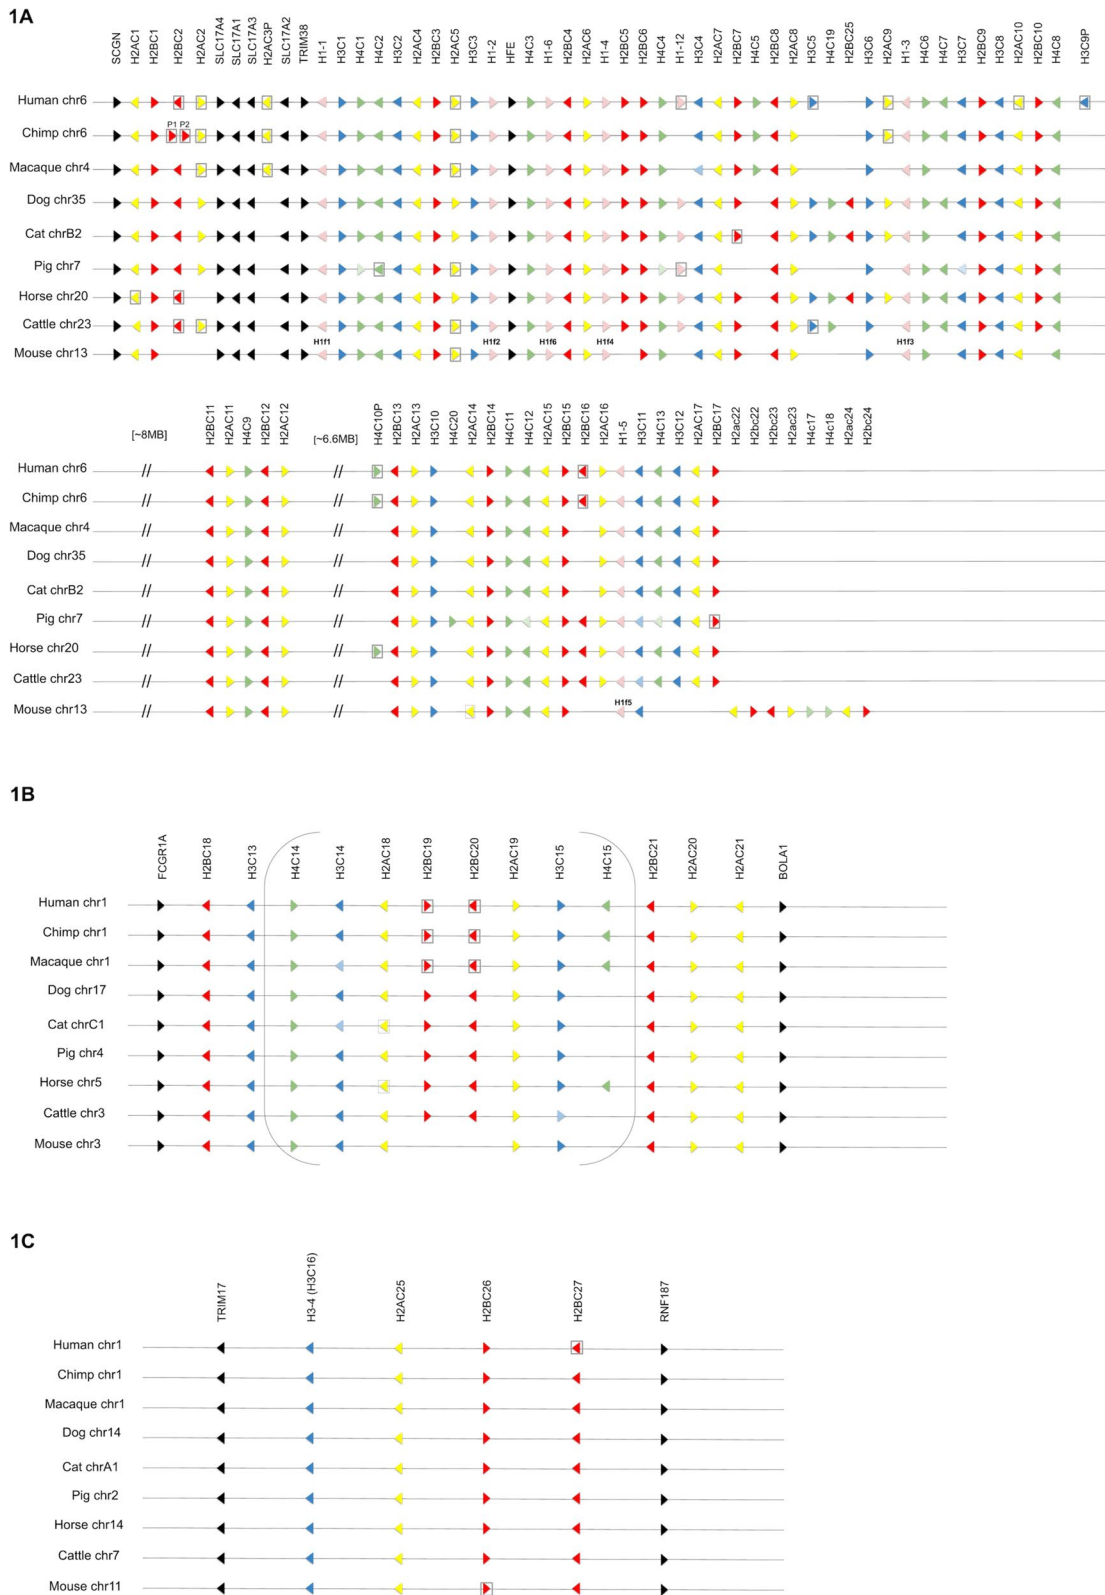 1A
SCGN H2AC1 H2BC1 H2BC2 H2AC2 SLC17A4 SLC17A1 SLC17A3 H2AC3P SLC17A2 TRIM38 H1-1 H3C1 H4C1 H4C2 H3C2 H2AC4 H2BC3 H2AC5 H3C3 H1-2 HFE H4C3 H1-6 H2BC4 H2AC6 H1-4 H2BC5 H2BC6 H4C4 H1-12 H3C4 H2AC7 H2BC7 H4C5 H2BC8 H2AC8 H3C5 H4C19 H2BC25 H3C6 H2AC9 H1-3 H4C6 H4C7 H3C7 H2BC9 H3C8 H2AC10 H2BC10 H4C8 H3C9P
Human chr6
P1 P2
Chimp chr6
Macaque chr4
Dog chr35
Cat chrB2
Pig chr7
Horse chr20
Cattle chr23
H1f1 H1f2 H1f6 H1f4 H1f3
Mouse chr13
[~8MB] H2BC11 H2AC11 H4C9 H2BC12 H2AC12 [~6.6MB] H4C10P H2BC13 H2AC13 H3C10 H4C20 H2AC14 H2BC14 H4C11 H4C12 H2AC15 H2BC15 H2BC16 H2AC16 H1-5 H3C11 H4C13 H3C12 H2AC17 H2BC17 H2ac22 H2bc22 H2bc23 H2ac23 H4c17 H4c18 H2ac24 H2bc24
Human chr6 // //
Chimp chr6 // //
Macaque chr4 // //
Dog chr35 // //
Cat chrB2 // //
Pig chr7 // //
Horse chr20 // //
Cattle chr23 // //
H1f5
Mouse chr13 // //
1B
FCGR1A H2BC18 H3C13 H4C14 H3C14 H2AC18 H2BC19 H2BC20 H2AC19 H3C15 H4C15 H2BC21 H2AC20 H2AC21 BOLA1
Human chr1
Chimp chr1
Macaque chr1
Dog chr17
Cat chrC1
Pig chr4
Horse chr5
Cattle chr3
Mouse chr3
1C
TRIM17 H3-4 (H3C16) H2AC25 H2BC26 H2BC27 RNF187
Human chr1
Chimp chr1
Macaque chr1
Dog chr14
Cat chrA1
Pig chr2
Horse chr14
Cattle chr7
Mouse chr11